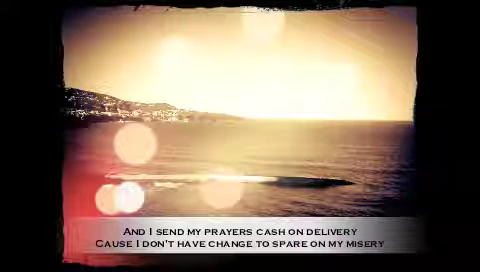 And I send my prayers cash on delivery
Cause I don't have change to spare on my misery